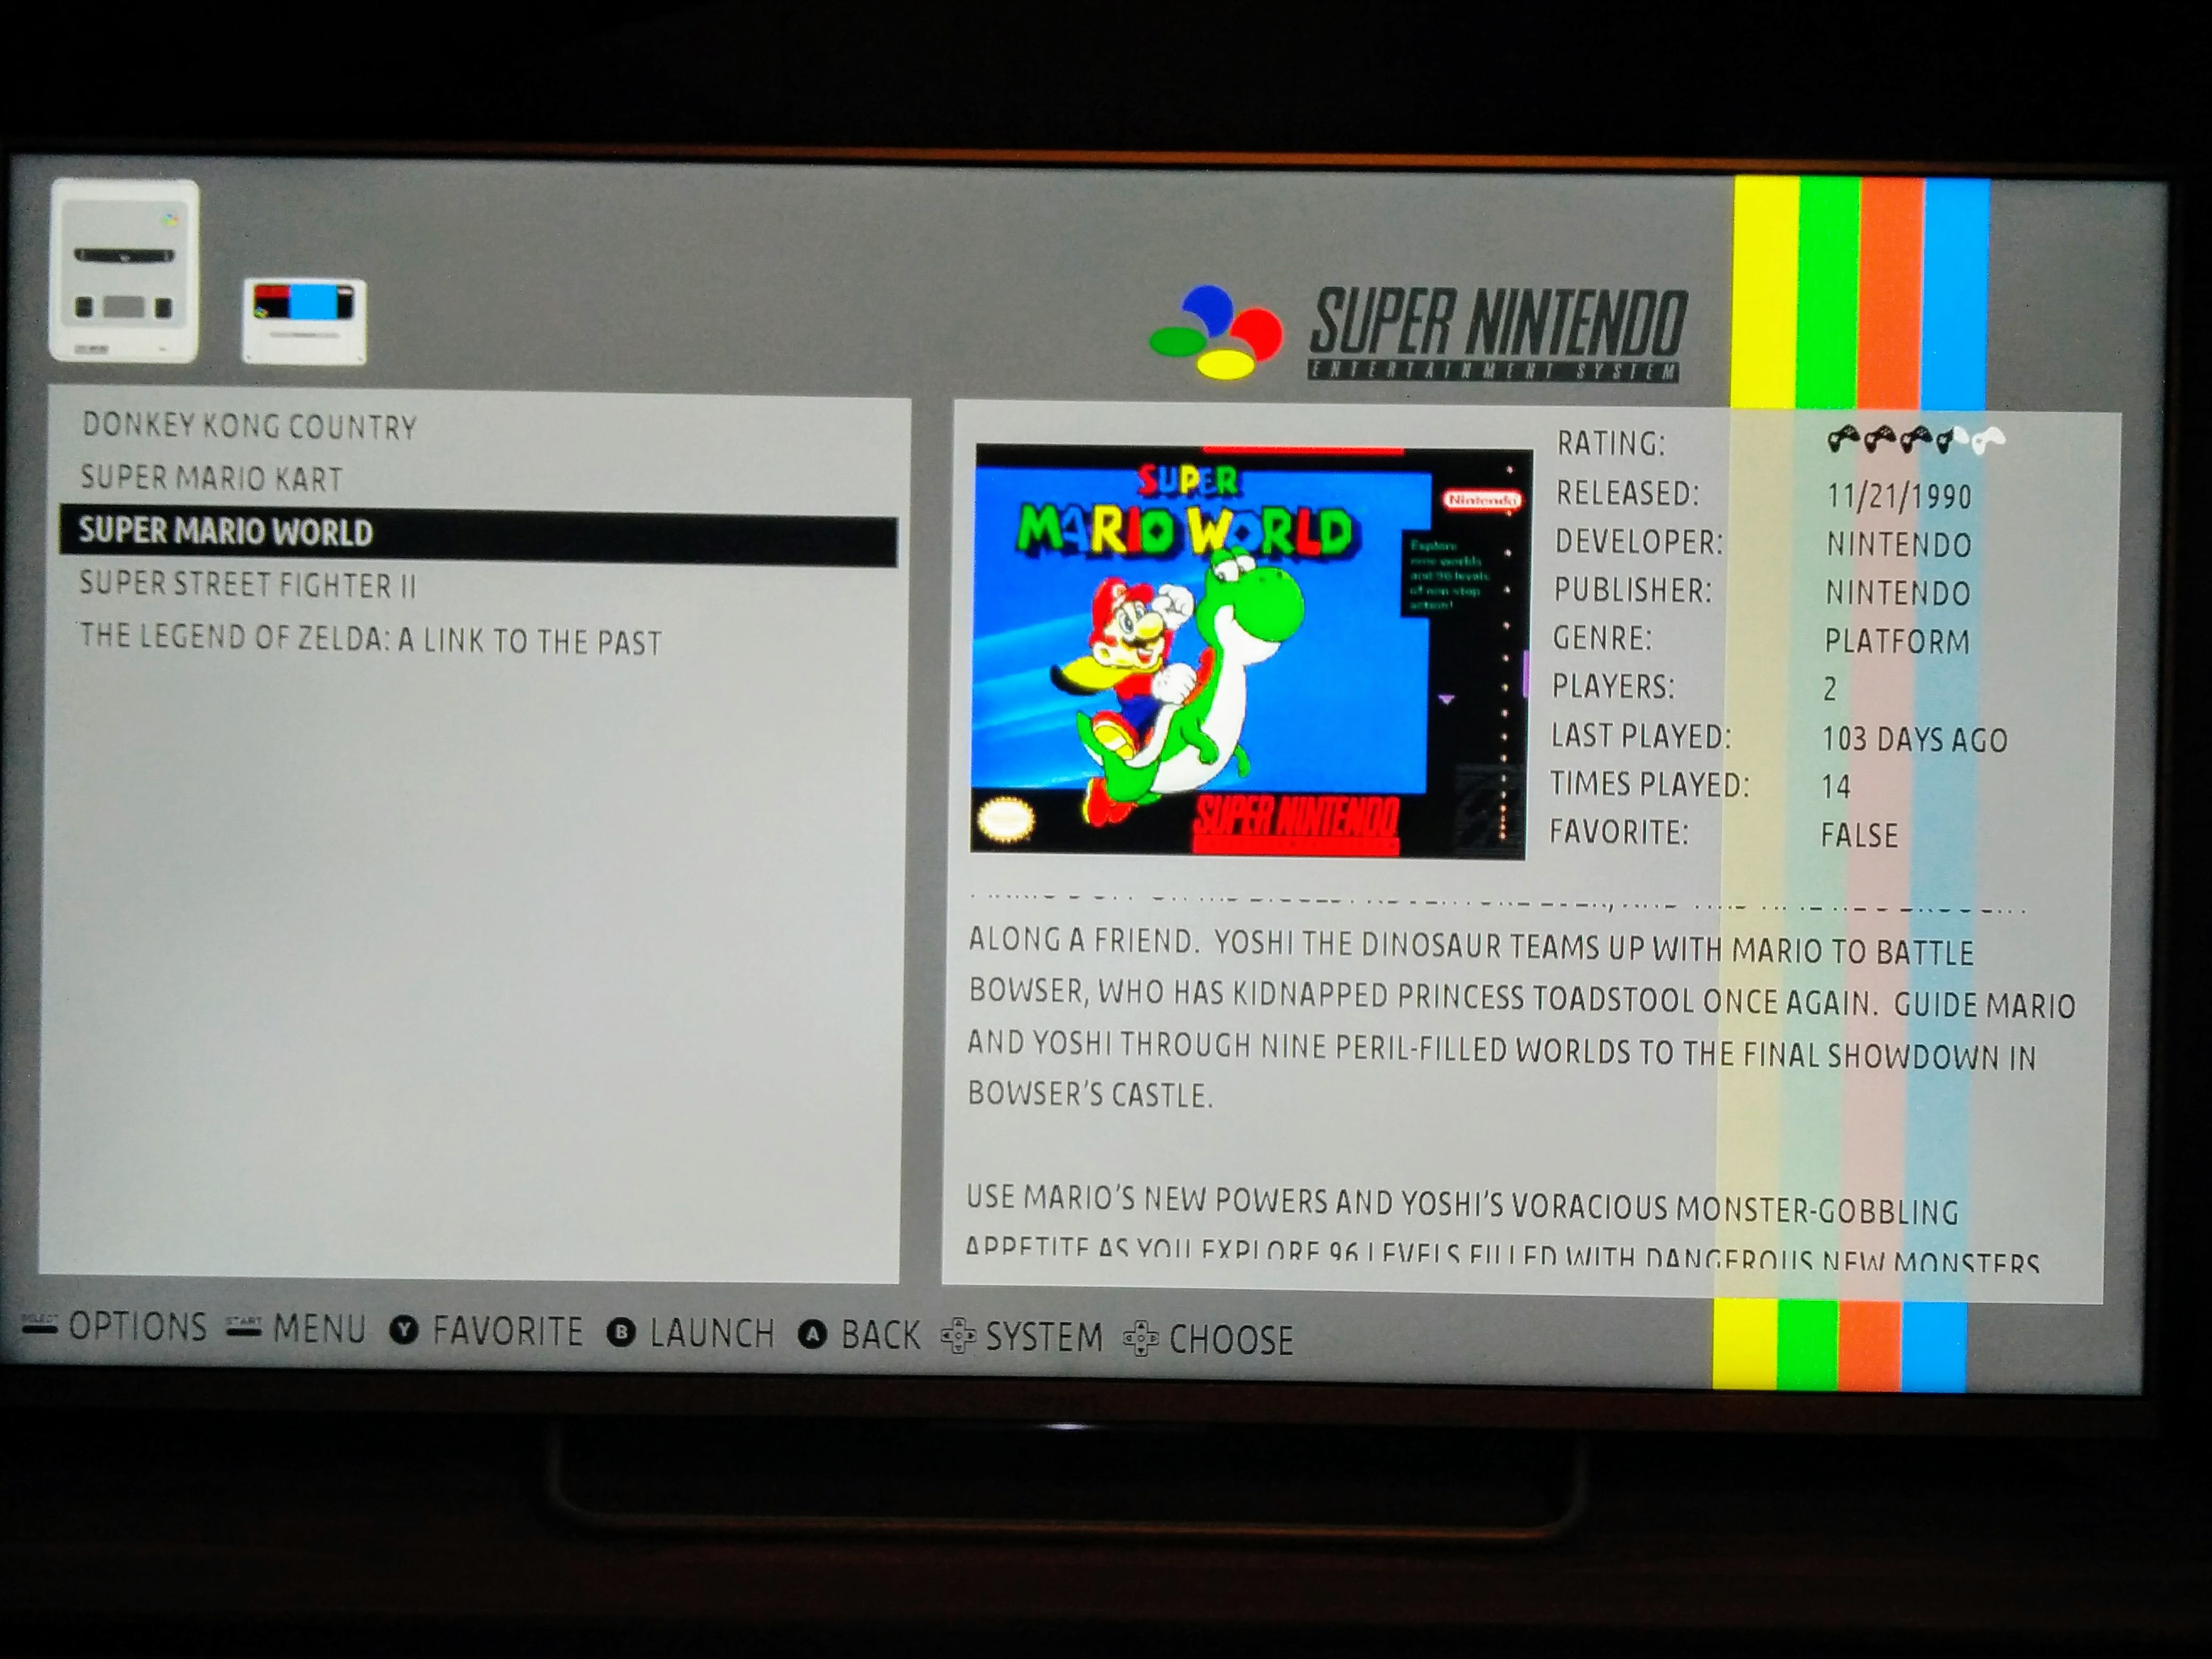 SUPER NINTENDO
ENTERTAINMENT SYSTEM
DONKEY KONG COUNTRY
SUPER MARIO KART
SUPER MARIO WORLD
SUPER STREET FIGHTER II
THE LEGEND OF ZELDA: A LINK TO THE PAST
SUPER
MARIO WORLD
Nintendo
Explore
nine worlds
and 96 levels
of non-stop
action!
SUPER NINTENDO
RATING:
RELEASED: 11/21/1990
DEVELOPER: NINTENDO
PUBLISHER: NINTENDO
GENRE: PLATFORM
PLAYERS: 2
LAST PLAYED: 103 DAYS AGO
TIMES PLAYED: 14
FAVORITE: FALSE
ALONG A FRIEND. YOSHI THE DINOSAUR TEAMS UP WITH MARIO TO BATTLE
BOWSER, WHO HAS KIDNAPPED PRINCESS TOADSTOOL ONCE AGAIN. GUIDE MARIO
AND YOSHI THROUGH NINE PERIL-FILLED WORLDS TO THE FINAL SHOWDOWN IN
BOWSER'S CASTLE.
USE MARIO'S NEW POWERS AND YOSHI'S VORACIOUS MONSTER-GOBBLING
APPETITE AS YOU EXPLORE 96 LEVELS FILLED WITH DANGEROUS NEW MONSTERS
SELECT OPTIONS START MENU Y FAVORITE B LAUNCH A BACK SYSTEM CHOOSE